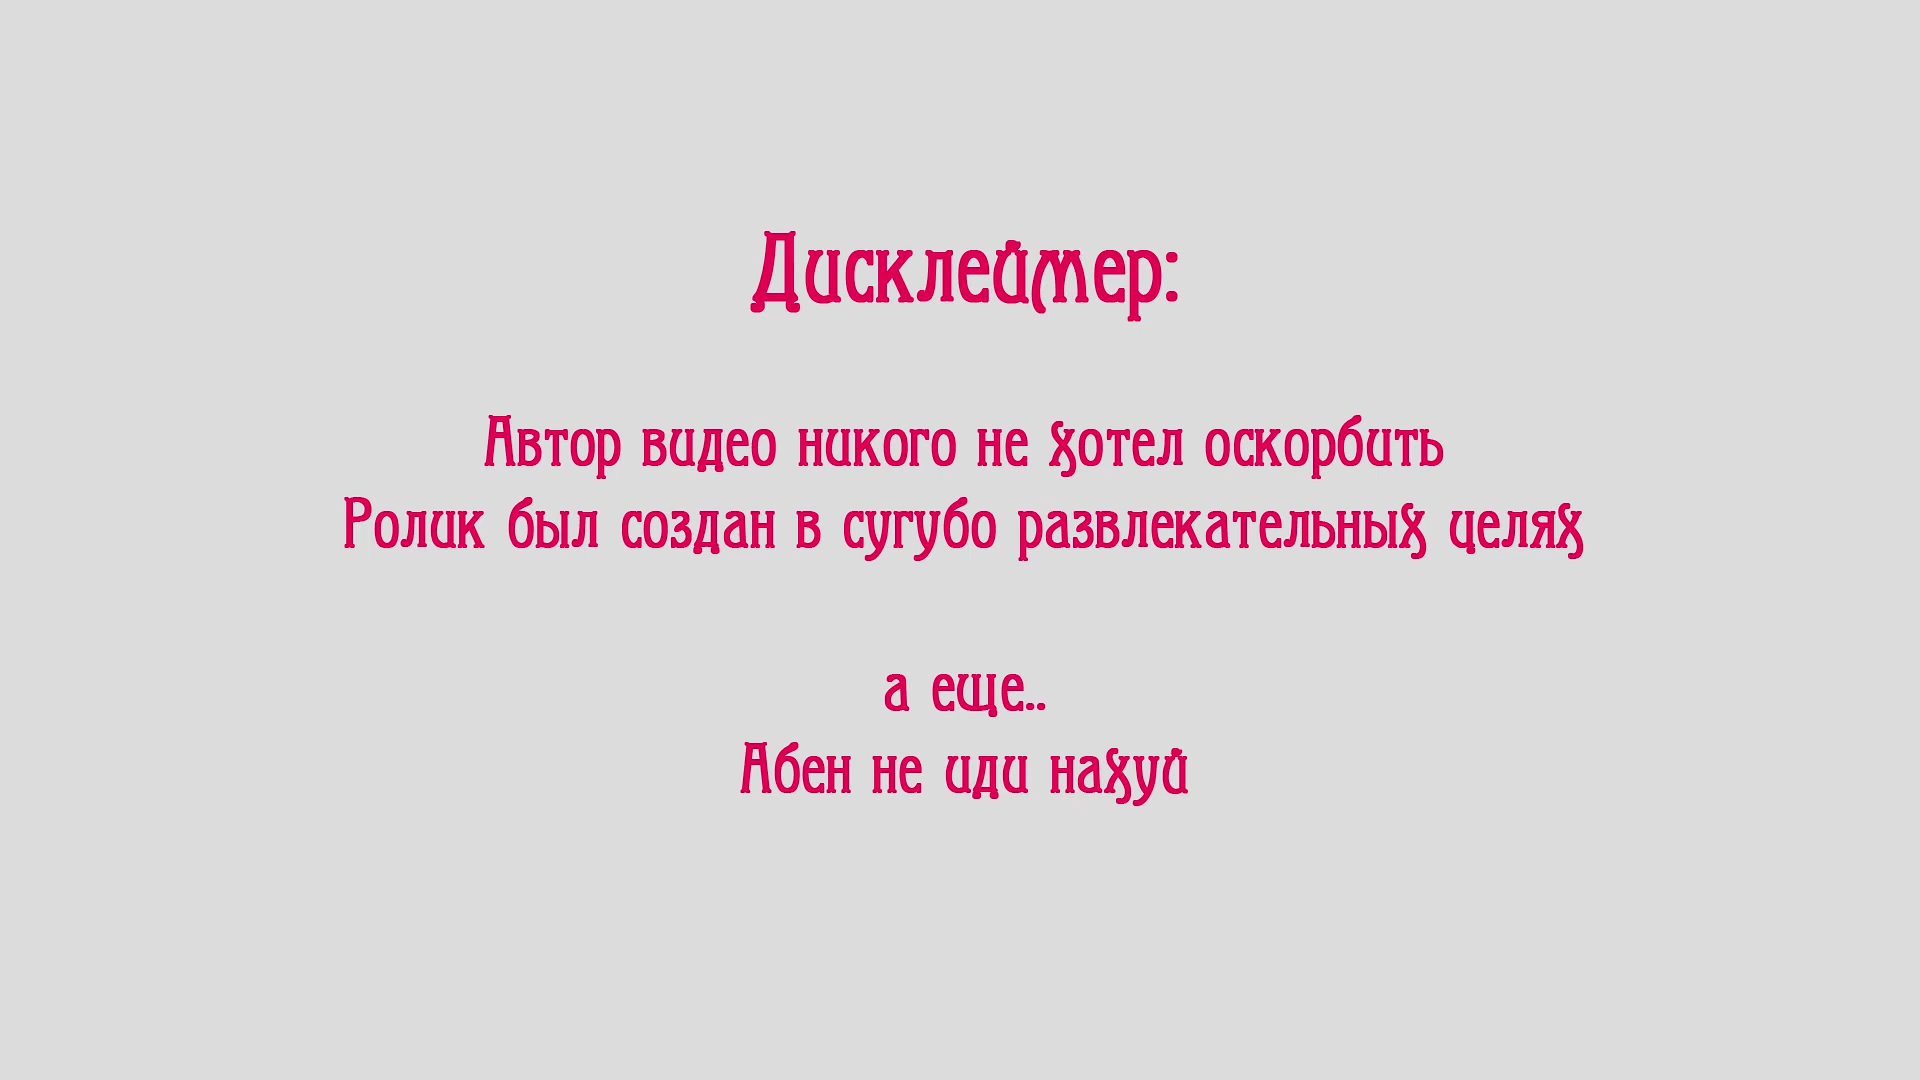 Дисклеймер:
Автор видео никого не хотел оскорбить
Ролик был создан в сугубо развлекательных целях
а еще..
Абен не иди нахуй